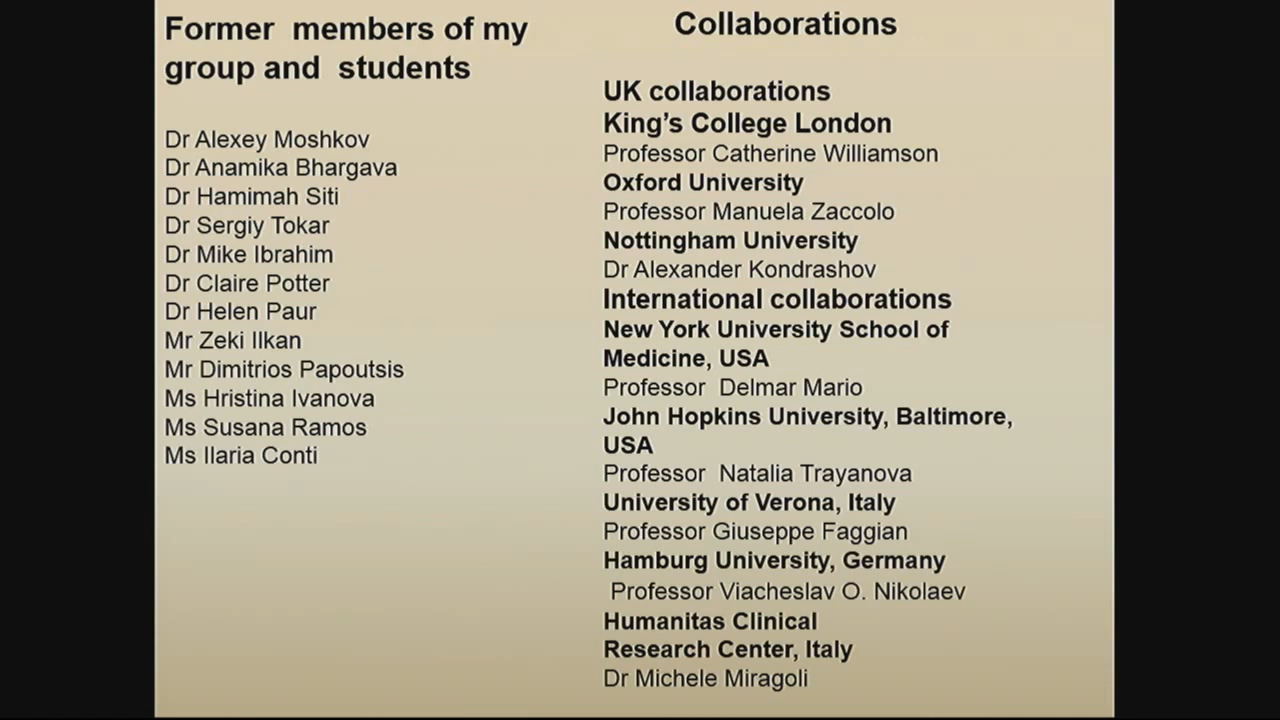 Former members of my
group and students
Dr Alexey Moshkov
Dr Anamika Bhargava
Dr Hamimah Siti
Dr Sergiy Tokar
Dr Mike Ibrahim
Dr Claire Potter
Dr Helen Paur
Mr Zeki Ilkan
Mr Dimitrios Papoutsis
Ms Hristina Ivanova
Ms Susana Ramos
Ms Ilaria Conti
Collaborations
UK collaborations
King's College London
Professor Catherine Williamson
Oxford University
Professor Manuela Zaccolo
Nottingham University
Dr Alexander Kondrashov
International collaborations
New York University School of
Medicine, USA
Professor Delmar Mario
John Hopkins University, Baltimore,
USA
Professor Natalia Trayanova
University of Verona, Italy
Professor Giuseppe Faggian
Hamburg University, Germany
Professor Viacheslav O. Nikolaev
Humanitas Clinical
Research Center, Italy
Dr Michele Miragoli